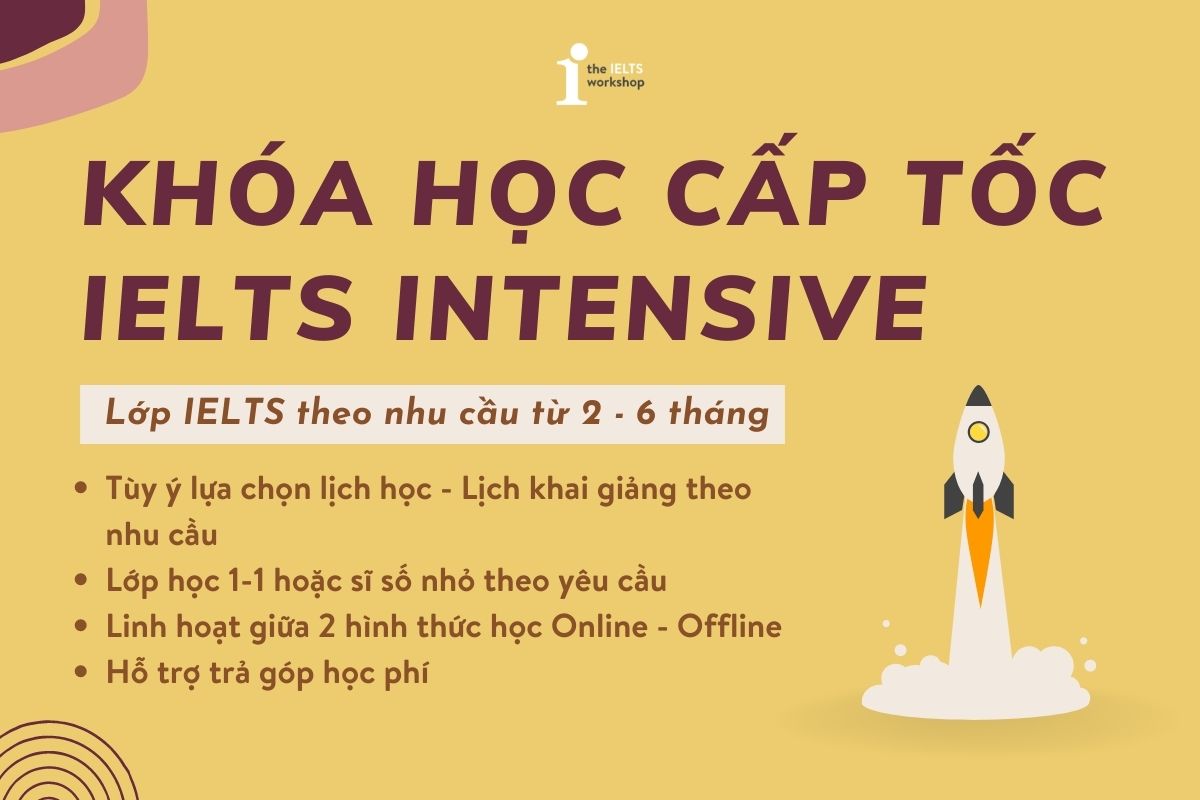 the IELTS
workshop
KHÓA HỌC CẤP TỐC
IELTS INTENSIVE
Lớp IELTS theo nhu cầu từ 2 - 6 tháng
• Tùy ý lựa chọn lịch học - Lịch khai giảng theo
nhu cầu
• Lớp học 1-1 hoặc sĩ số nhỏ theo yêu cầu
• Linh hoạt giữa 2 hình thức học Online - Offline
• Hỗ trợ trả góp học phí